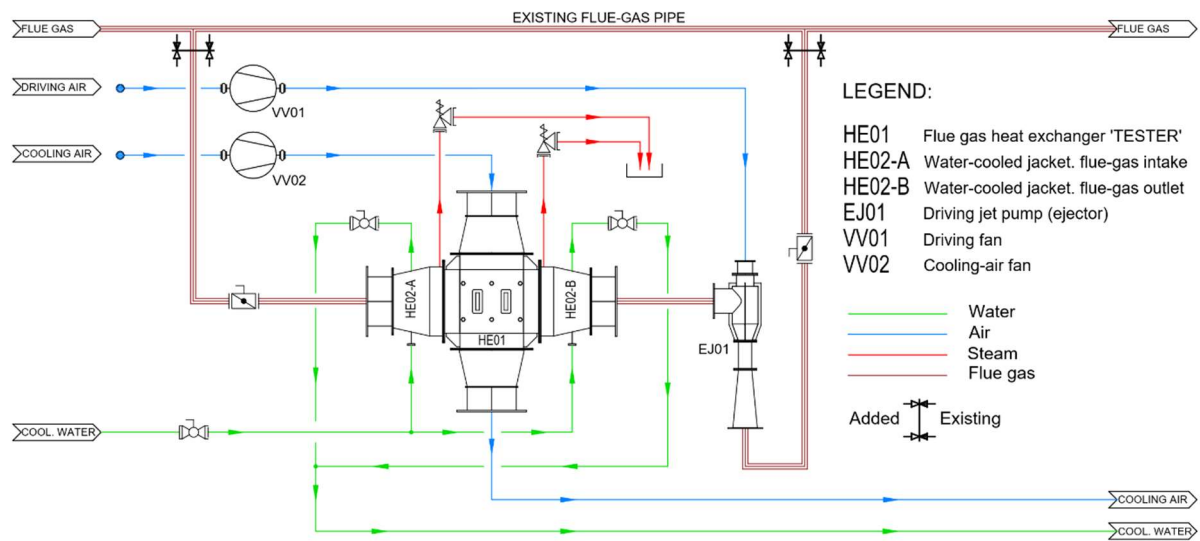 EXISTING FLUE-GAS PIPE
FLUE GAS
FLUE GAS
DRIVING AIR
VV01
COOLING AIR
VV02
LEGEND:
HE01 Flue gas heat exchanger 'TESTER'
HE02-A Water-cooled jacket. flue-gas intake
HE02-B Water-cooled jacket. flue-gas outlet
EJ01 Driving jet pump (ejector)
VV01 Driving fan
VV02 Cooling-air fan
HE02-A
HE02-B
HE01
EJ01
Water
Air
Steam
Flue gas
Added Existing
COOL. WATER
COOLING AIR
COOL. WATER